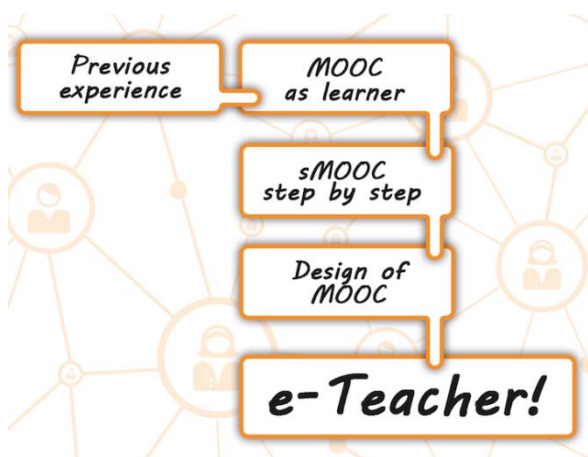 Previous
experience
MOOC
as learner
sMOOC
step by step
Design of
MOOC
e-Teacher!